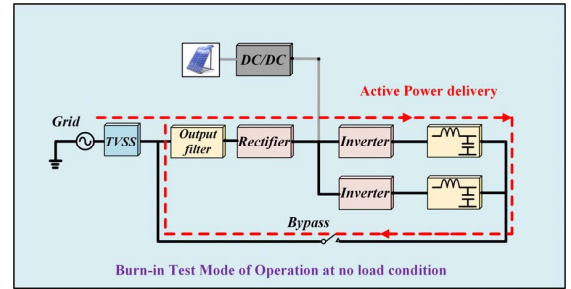 DC/DC
Active Power delivery
Grid
TVSS
Output
filter
Rectifier
Inverter
Inverter
Bypass
Burn-in Test Mode of Operation at no load condition